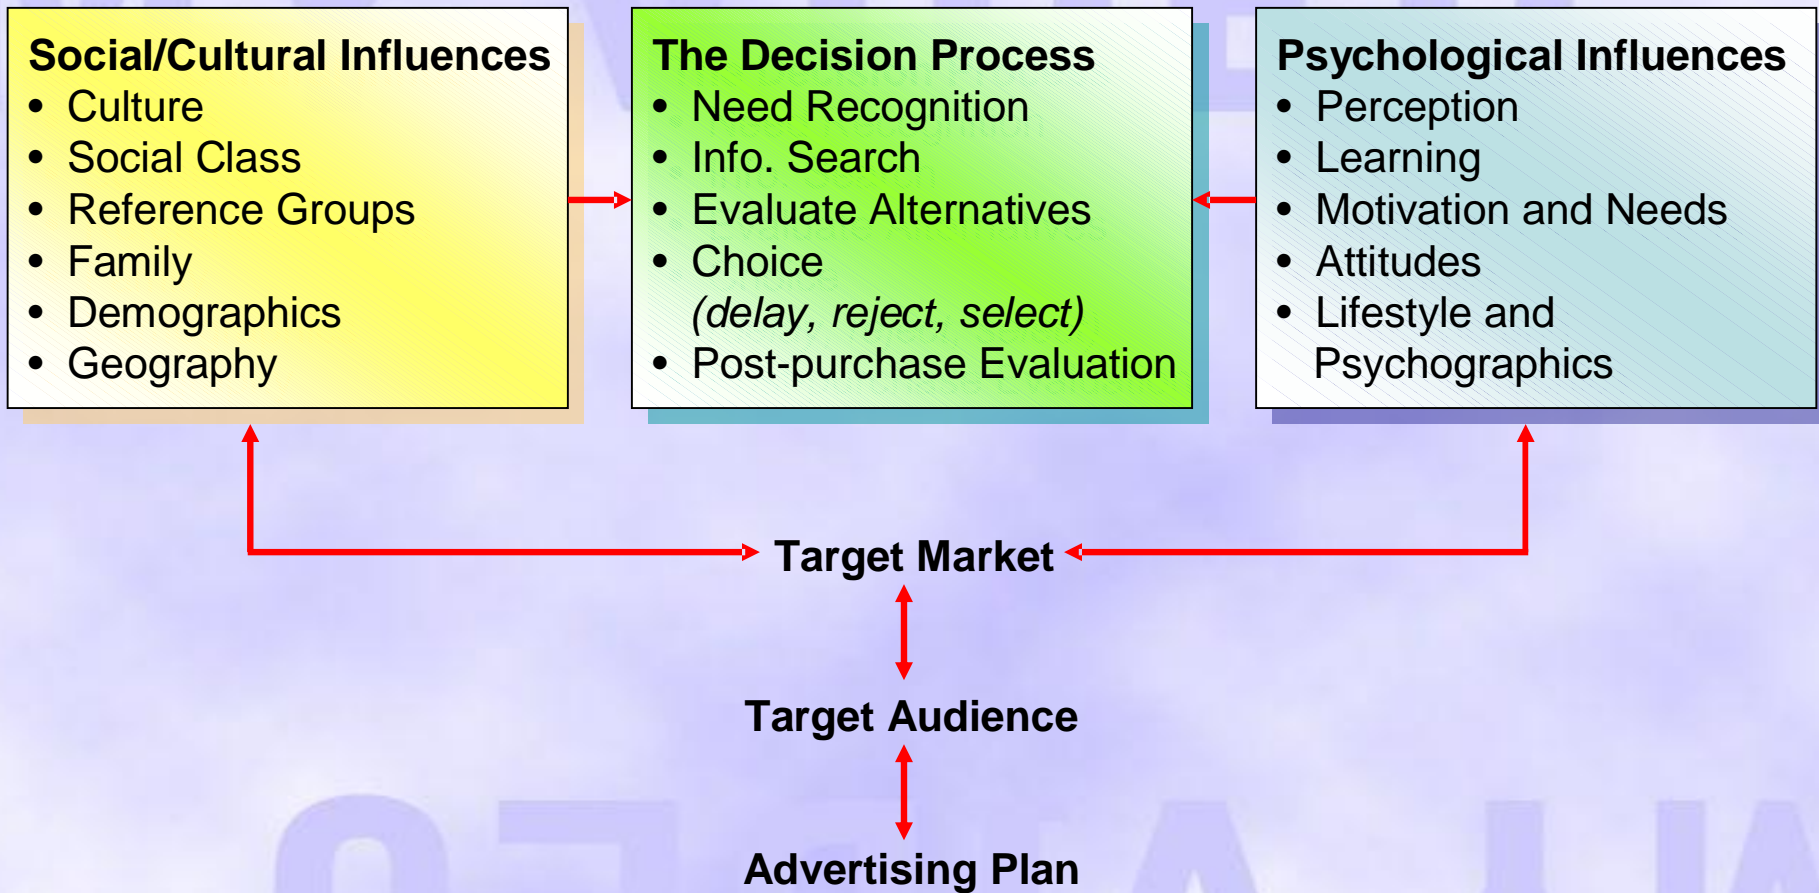 Social/Cultural Influences
• Culture
• Social Class
• Reference Groups
• Family
• Demographics
• Geography
The Decision Process
• Need Recognition
• Info. Search
• Evaluate Alternatives
• Choice
(delay, reject, select)
• Post-purchase Evaluation
Psychological Influences
• Perception
• Learning
• Motivation and Needs
• Attitudes
• Lifestyle and
Psychographics
Target Market
Target Audience
Advertising Plan